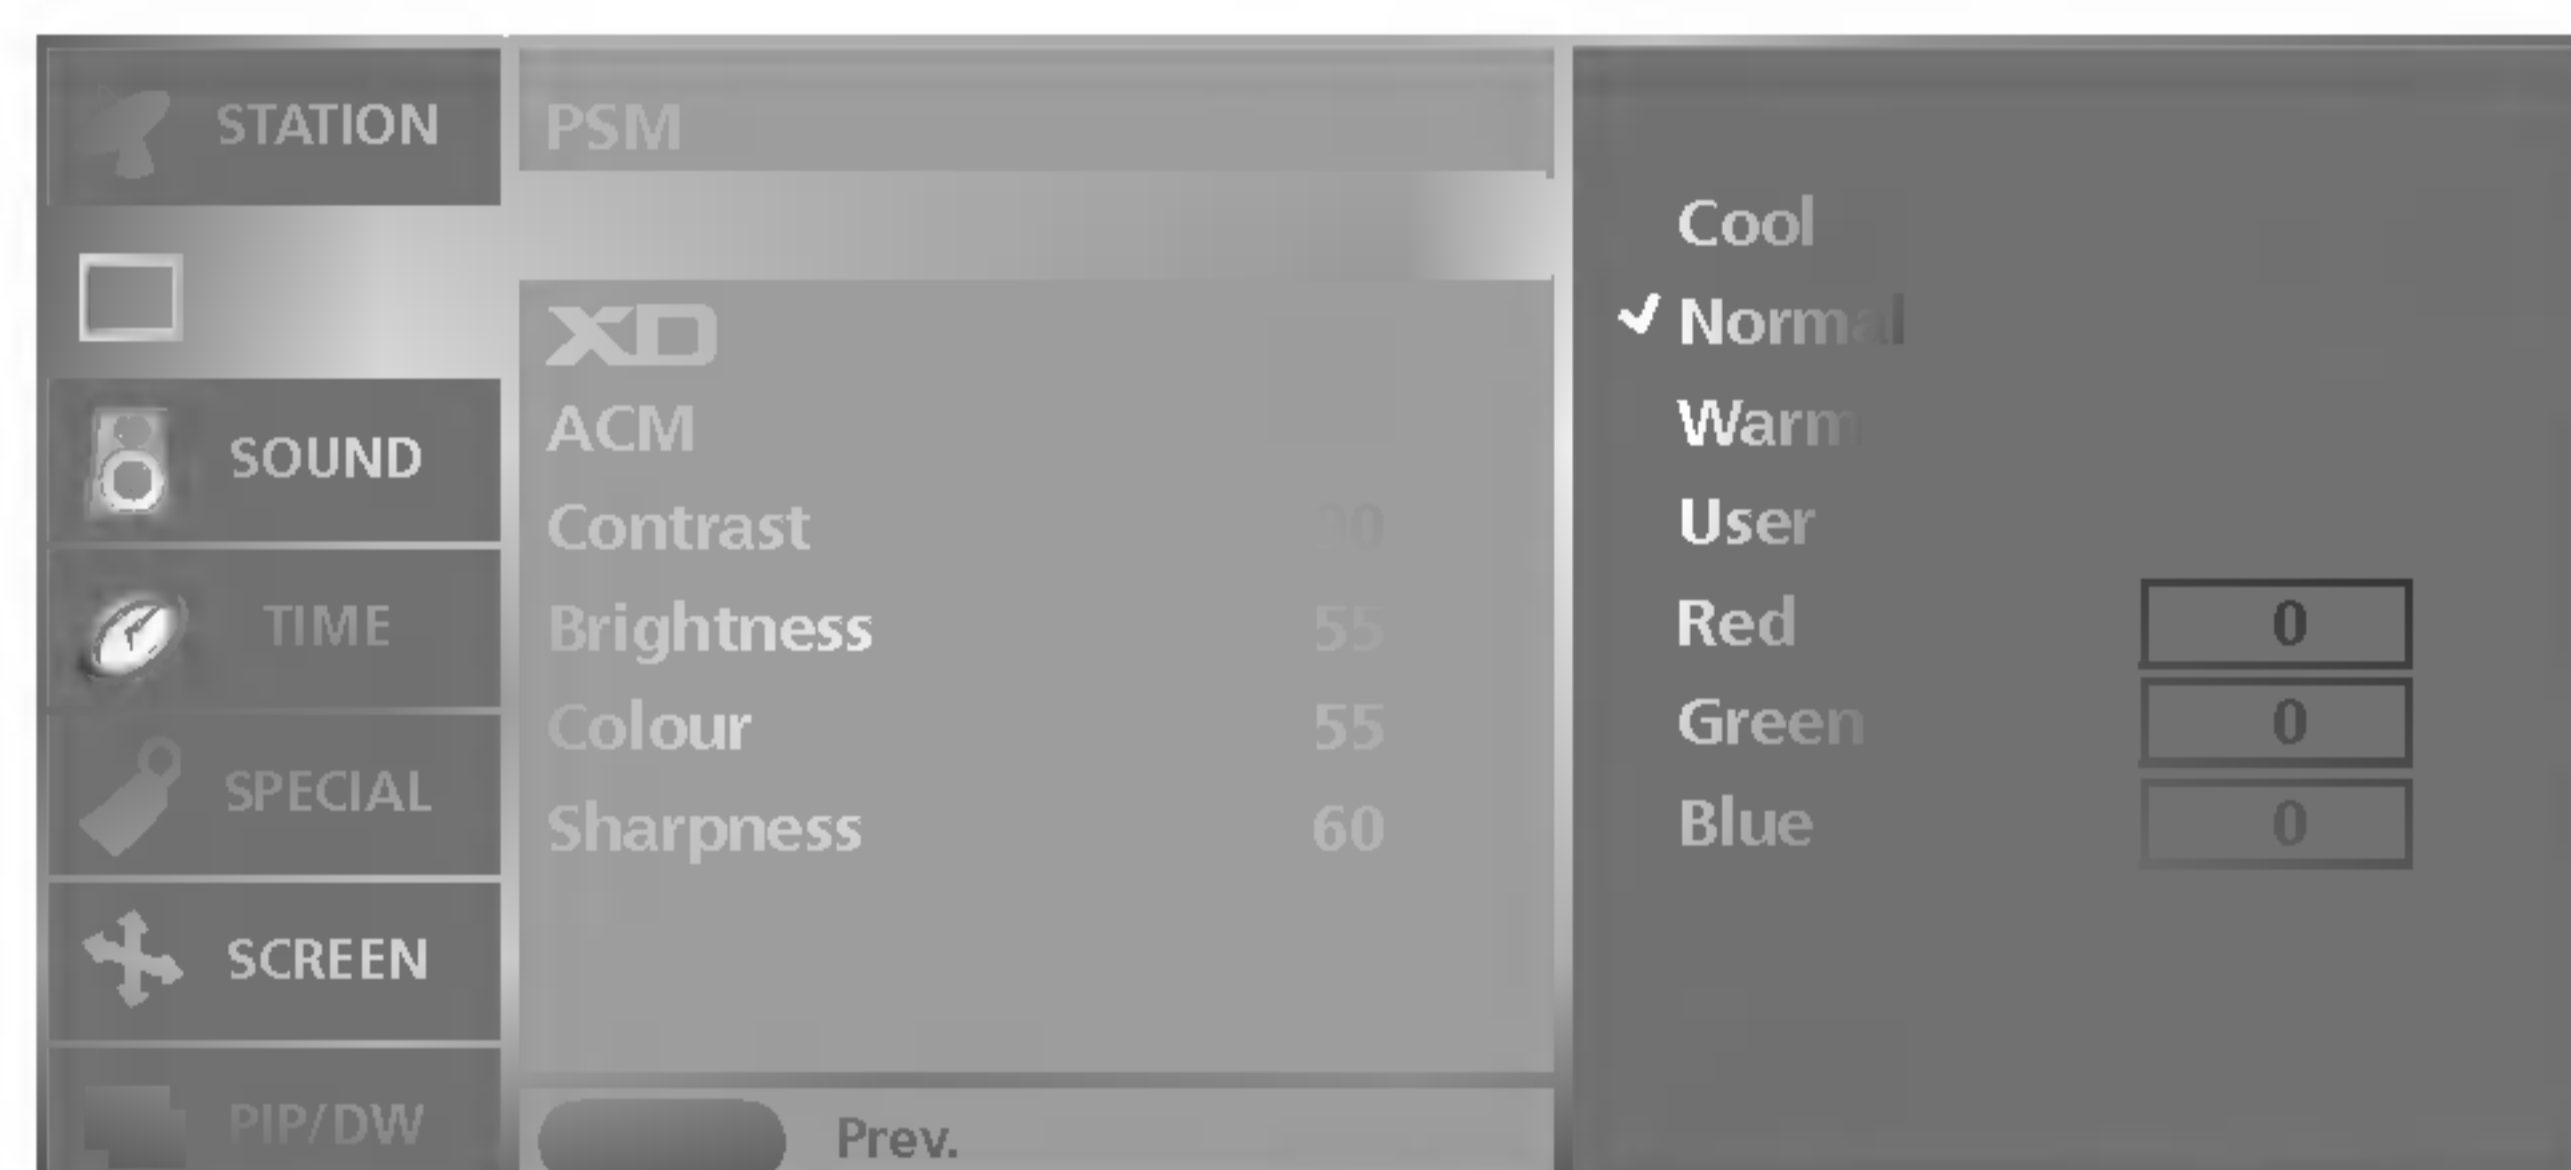 STATION
SOUND
TIME
SPECIAL
SCREEN
PIP/DW
PSM
XD
ACM
Contrast 90
Brightness 55
Colour 55
Sharpness 60
Prev.
Cool
✓ Normal
Warm
User
Red 0
Green 0
Blue 0